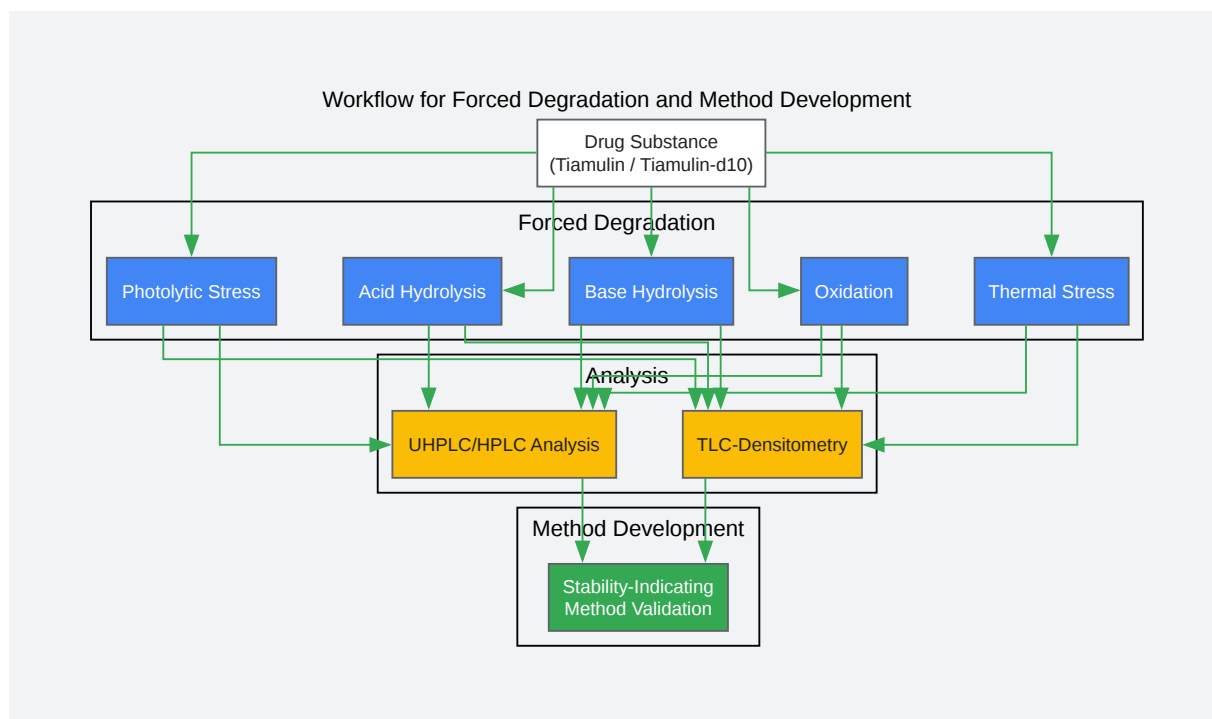 Workflow for Forced Degradation and Method Development
Drug Substance
(Tiamulin / Tiamulin-d10)
Forced Degradation
Photolytic Stress
Acid Hydrolysis
Base Hydrolysis
Oxidation
Thermal Stress
Analysis
UHPLC/HPLC Analysis
TLC-Densitometry
Method Development
Stability-Indicating
Method Validation